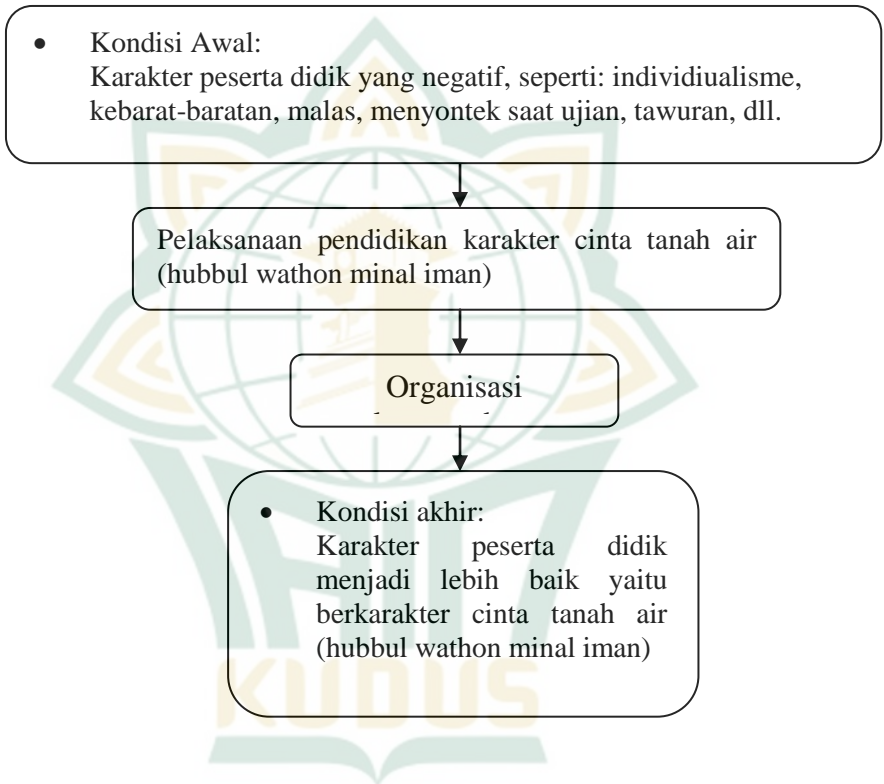 • Kondisi Awal:
Karakter peserta didik yang negatif, seperti: individiualisme,
kebarat-baratan, malas, menyontek saat ujian, tawuran, dll.
Pelaksanaan pendidikan karakter cinta tanah air
(hubbul wathon minal iman)
Organisasi
• Kondisi akhir:
Karakter peserta didik
menjadi lebih baik yaitu
berkarakter cinta tanah air
(hubbul wathon minal iman)
IAIN
KUDUS